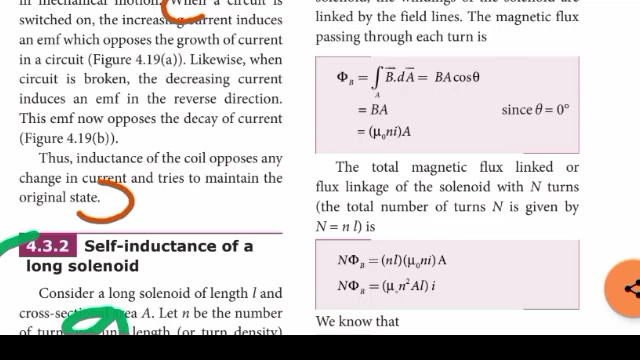 in mechanical motion. When a circuit is
switched on, the increasing current induces
an emf which opposes the growth of current
in a circuit (Figure 4.19(a)). Likewise, when
circuit is broken, the decreasing current
induces an emf in the reverse direction.
This emf now opposes the decay of current
(Figure 4.19(b)).
Thus, inductance of the coil opposes any
change in current and tries to maintain the
original state.
4.3.2 Self-inductance of a
long solenoid
Consider a long solenoid of length l and
cross-sectional area A. Let n be the number
of turns length (or turn density)
solenoid, the windings of the solenoid are
linked by the field lines. The magnetic flux
passing through each turn is
Φ_B = ∫_A B⃗.dA⃗ = BA cosθ
= BA since θ = 0°
= (μ₀ni)A
The total magnetic flux linked or
flux linkage of the solenoid with N turns
(the total number of turns N is given by
N = n l) is
NΦ_B = (nl)(μ₀ni)A
NΦ_B = (μ₀n²Al) i
We know that